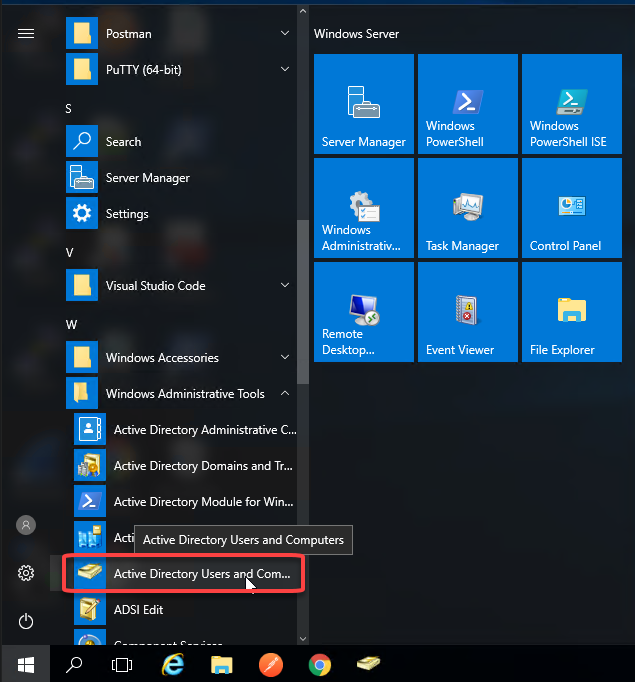 Postman
PuTTY (64-bit)
S
Search
Server Manager
Settings
V
Visual Studio Code
W
Windows Accessories
Windows Administrative Tools
Active Directory Administrative C...
Active Directory Domains and Tr...
Active Directory Module for Win...
Acti
Active Directory Users and Computers
Active Directory Users and Com...
ADSI Edit
Component Services
Windows Server
Server Manager
Windows
PowerShell
Windows
PowerShell ISE
Windows
Administrativ...
Task Manager
Control Panel
Remote
Desktop...
Event Viewer
File Explorer